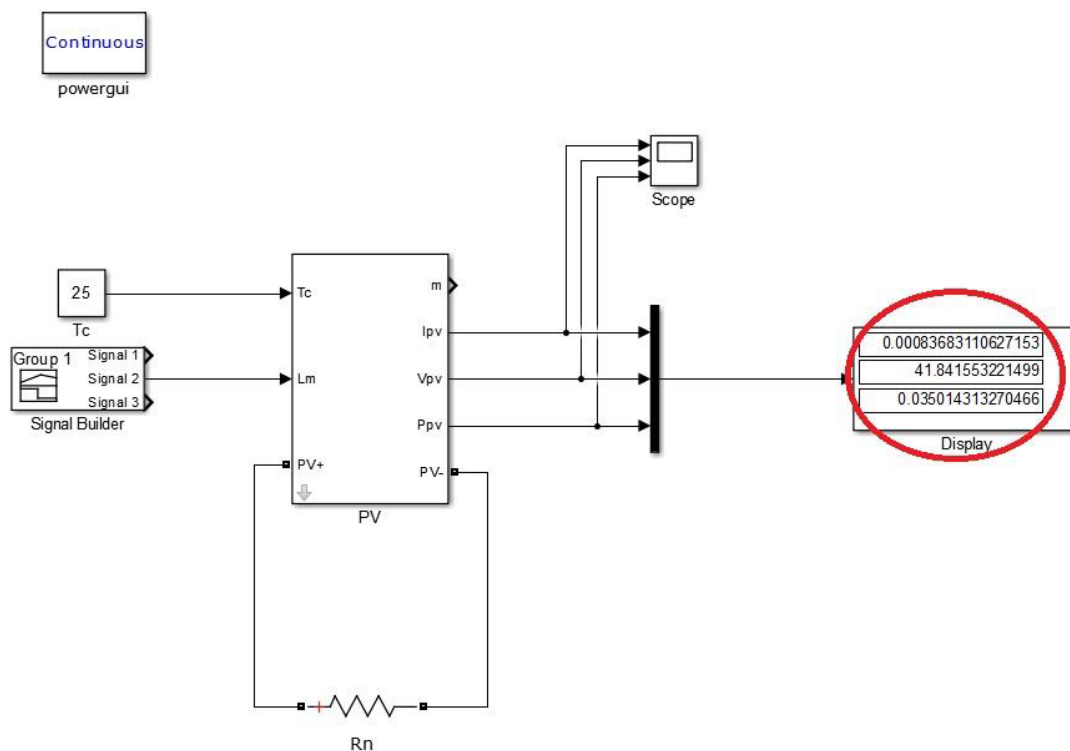 Continuous
powergui
Scope
25
Tc
Tc
m
Ipv
Group 1
Signal 1
Signal 2
Signal 3
Signal Builder
Lm
Vpv
Ppv
PV+
PV-
PV
0.00083683110627153
41.841553221499
0.035014313270466
Display
Rn